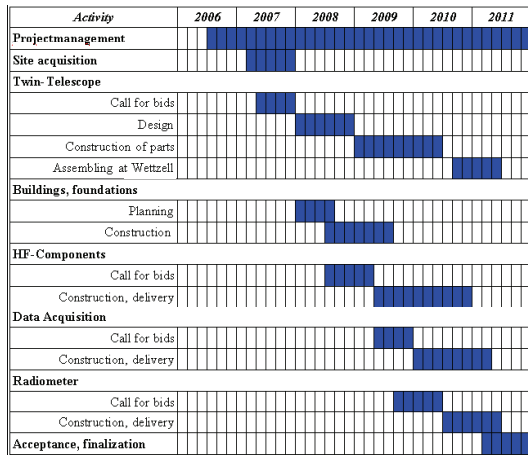 Activity 2006 2007 2008 2009 2010 2011
Projectmanagement
Site acquisition
Twin-Telescope
Call for bids
Design
Construction of parts
Assembling at Wettzell
Buildings, foundations
Planning
Construction
HF-Components
Call for bids
Construction, delivery
Data Acquisition
Call for bids
Construction, delivery
Radiometer
Call for bids
Construction, delivery
Acceptance, finalization